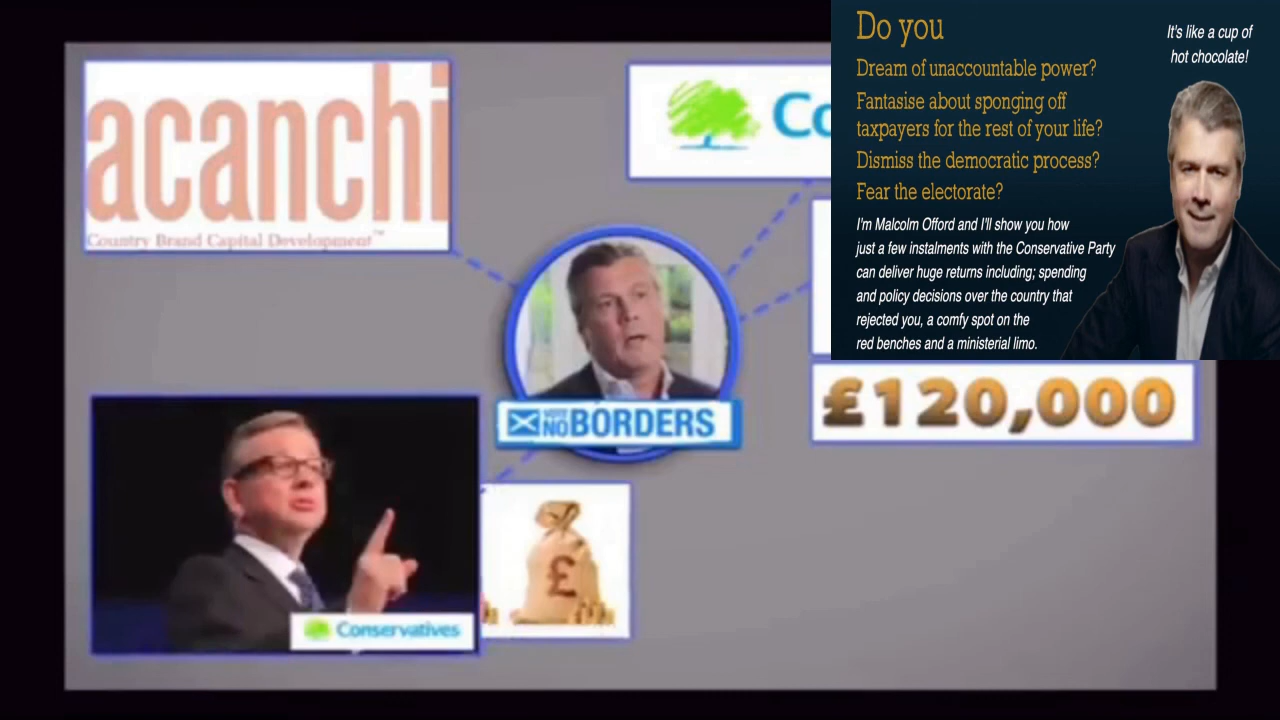 acanchi
Country Brand Capital Development™
Co
NO BORDERS
£120,000
£
Conservatives
Do you
Dream of unaccountable power?
Fantasise about sponging off
taxpayers for the rest of your life?
Dismiss the democratic process?
Fear the electorate?
I'm Malcolm Offord and I'll show you how
just a few instalments with the Conservative Party
can deliver huge returns including; spending
and policy decisions over the country that
rejected you, a comfy spot on the
red benches and a ministerial limo.
It's like a cup of
hot chocolate!